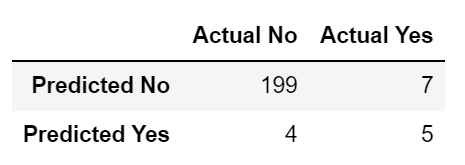 Actual No Actual Yes
Predicted No 199 7
Predicted Yes 4 5